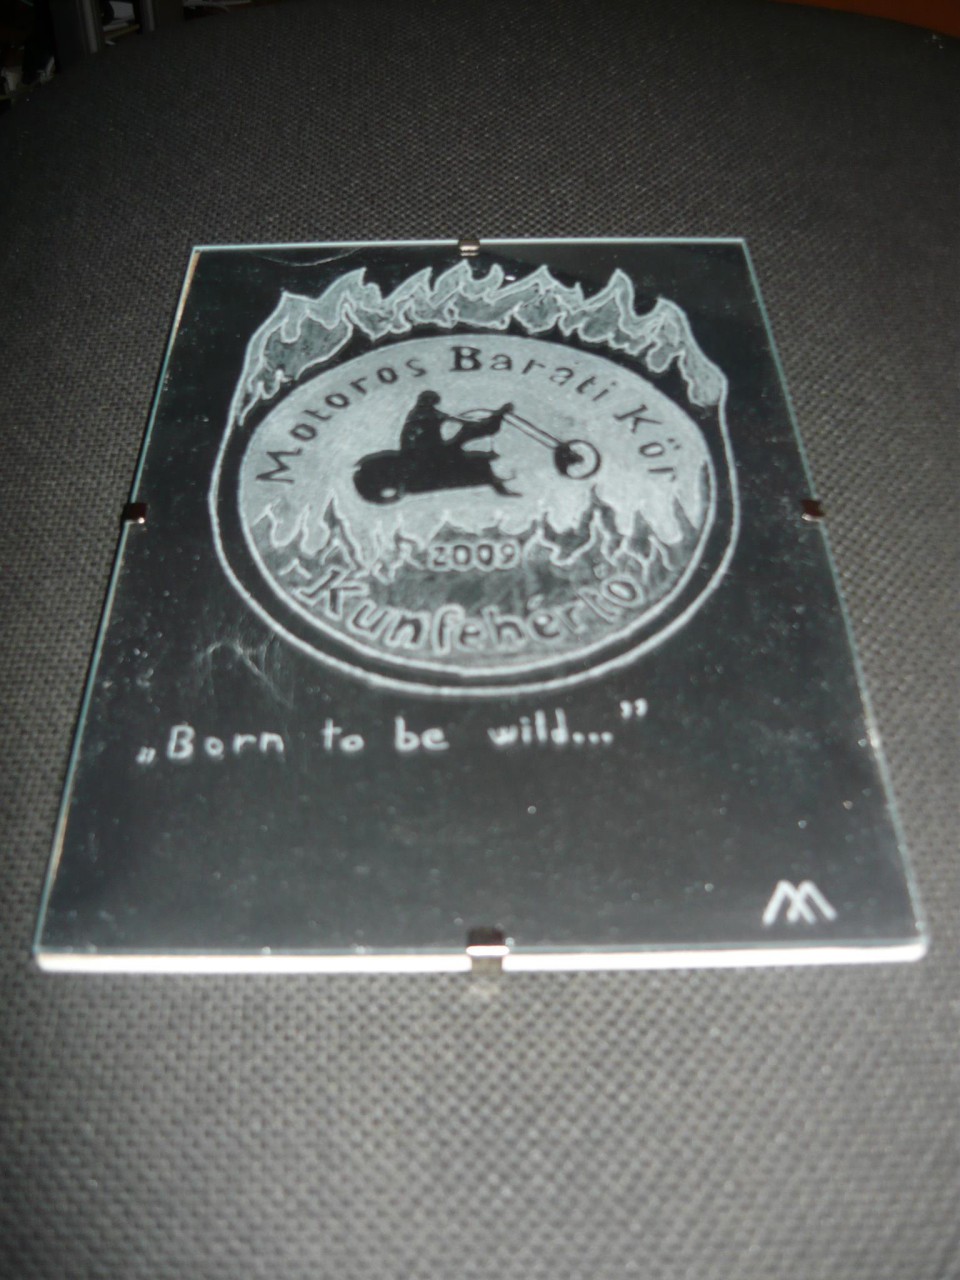 Motoros Baráti Kör
2009
Kunfehértó
„Born to be wild...”